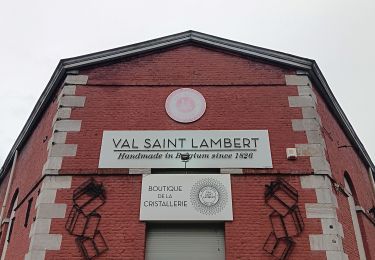 VAL SAINT LAMBERT
Handmade in Belgium since 1826
BOUTIQUE
DE LA
CRISTALLERIE